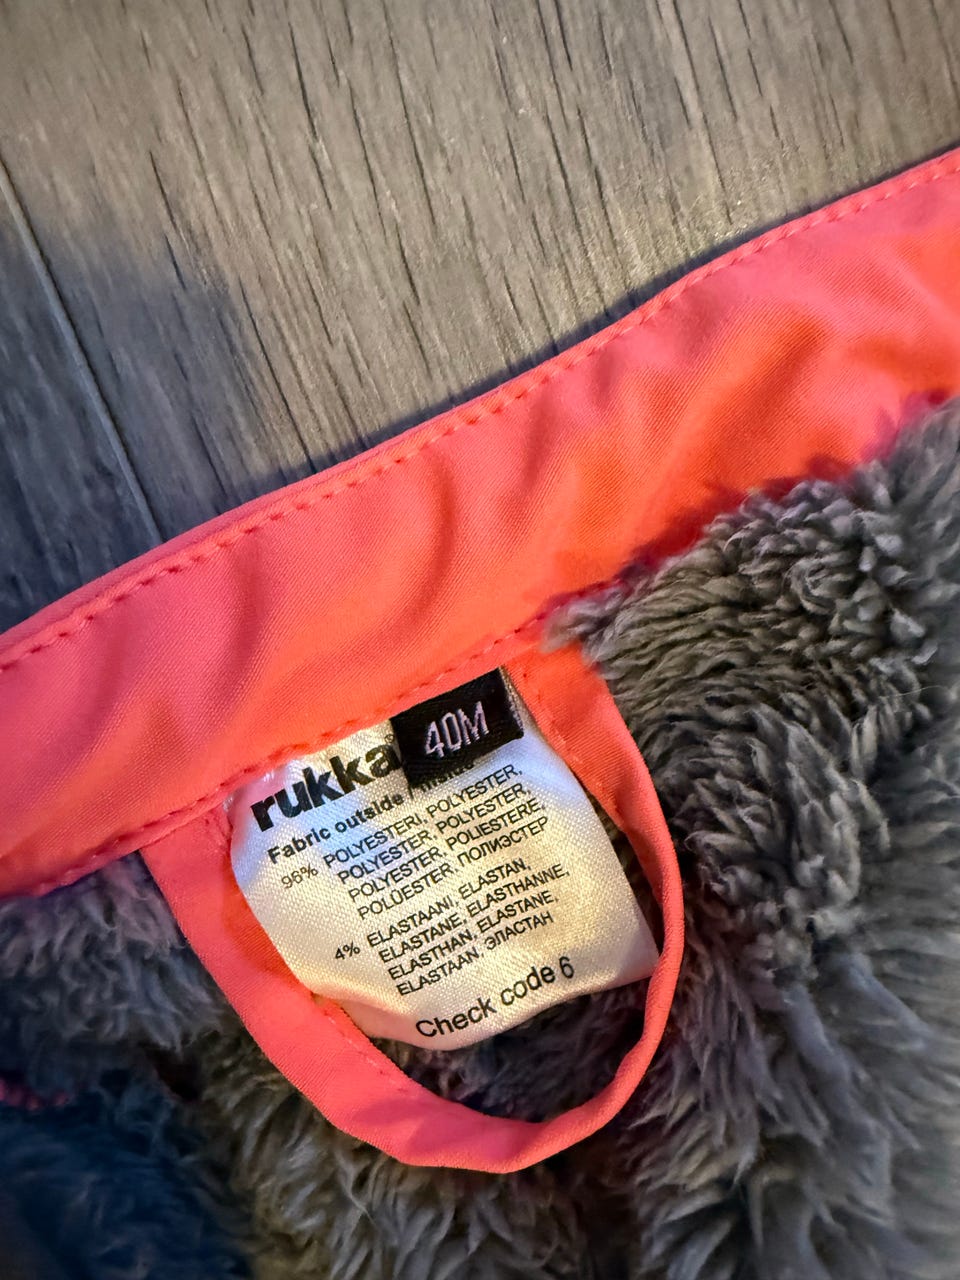 40M
rukka
Fabric outside / inside
96% POLYESTERI, POLYESTER,
POLYESTER, POLYESTER,
POLYESTER, POLIESTERE,
POLÜESTER, ПОЛИЭСТЕР
4% ELASTAANI, ELASTAN,
ELASTANE, ELASTHANNE,
ELASTHAN, ELASTANE,
ELASTAAN, ЭЛАСТАН
Check code 6